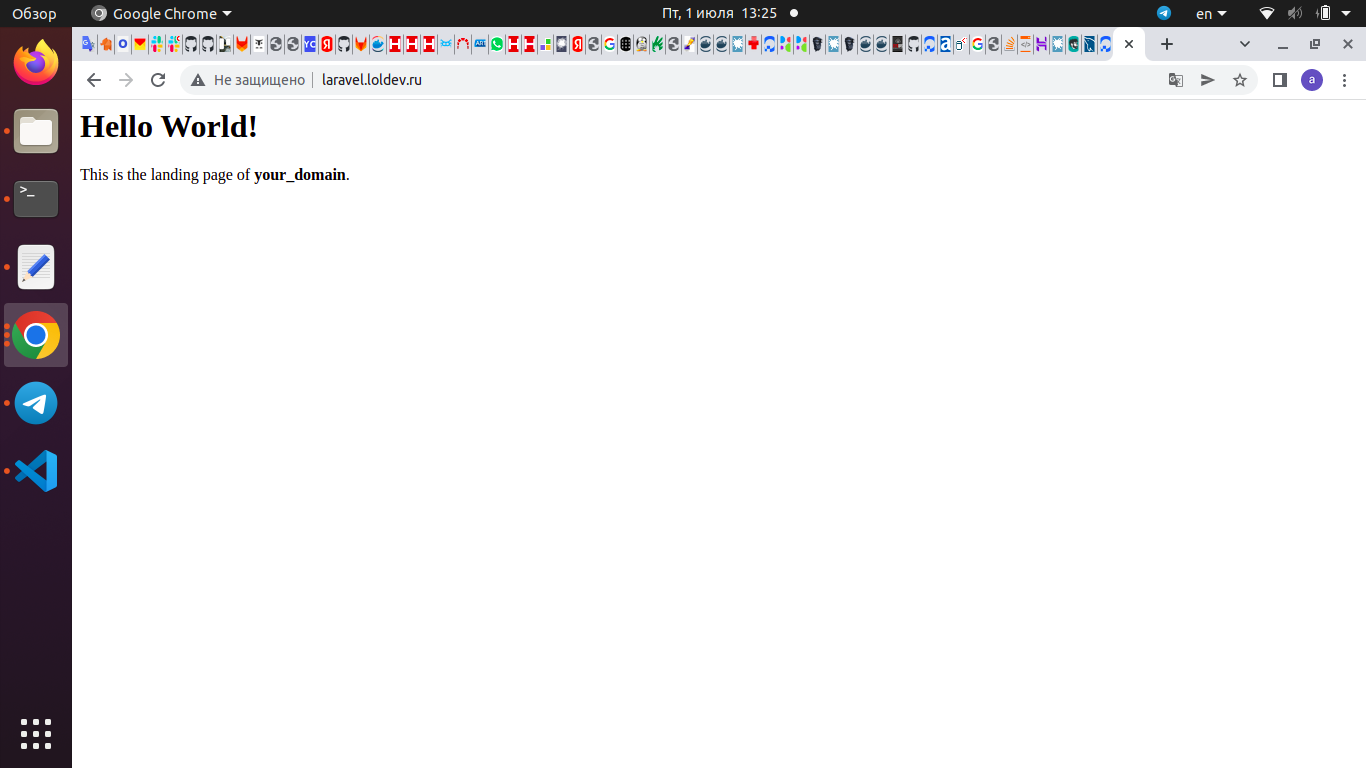 Обзор Google Chrome Пт, 1 июля 13:25 en
Не защищено laravel.loldev.ru a
Hello World!
This is the landing page of your_domain.